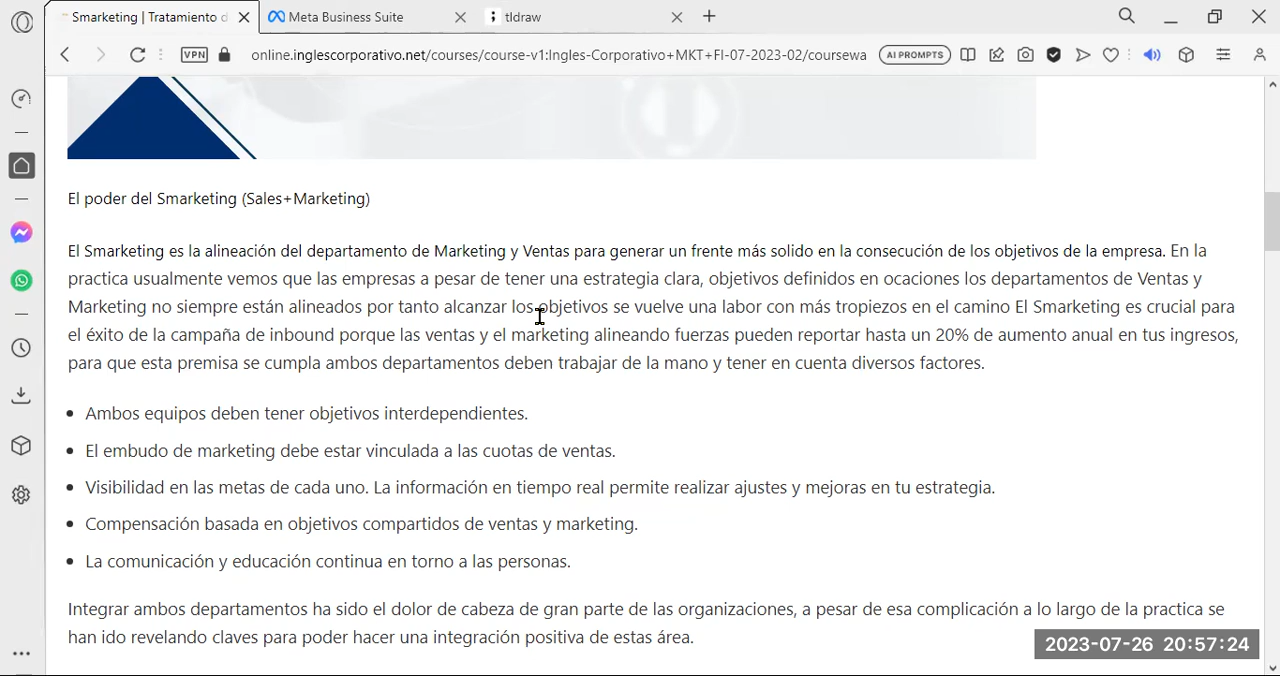 Smarketing | Tratamiento d
Meta Business Suite
tldraw
VPN
online.inglescorporativo.net/courses/course-v1:Ingles-Corporativo+MKT+FI-07-2023-02/coursewa
AI PROMPTS
El poder del Smarketing (Sales+Marketing)
El Smarketing es la alineación del departamento de Marketing y Ventas para generar un frente más solido en la consecución de los objetivos de la empresa. En la
practica usualmente vemos que las empresas a pesar de tener una estrategia clara, objetivos definidos en ocaciones los departamentos de Ventas y
Marketing no siempre están alineados por tanto alcanzar los objetivos se vuelve una labor con más tropiezos en el camino El Smarketing es crucial para
el éxito de la campaña de inbound porque las ventas y el marketing alineando fuerzas pueden reportar hasta un 20% de aumento anual en tus ingresos,
para que esta premisa se cumpla ambos departamentos deben trabajar de la mano y tener en cuenta diversos factores.
• Ambos equipos deben tener objetivos interdependientes.
• El embudo de marketing debe estar vinculada a las cuotas de ventas.
• Visibilidad en las metas de cada uno. La información en tiempo real permite realizar ajustes y mejoras en tu estrategia.
• Compensación basada en objetivos compartidos de ventas y marketing.
• La comunicación y educación continua en torno a las personas.
Integrar ambos departamentos ha sido el dolor de cabeza de gran parte de las organizaciones, a pesar de esa complicación a lo largo de la practica se
han ido revelando claves para poder hacer una integración positiva de estas área.
2023-07-26 20:57:24